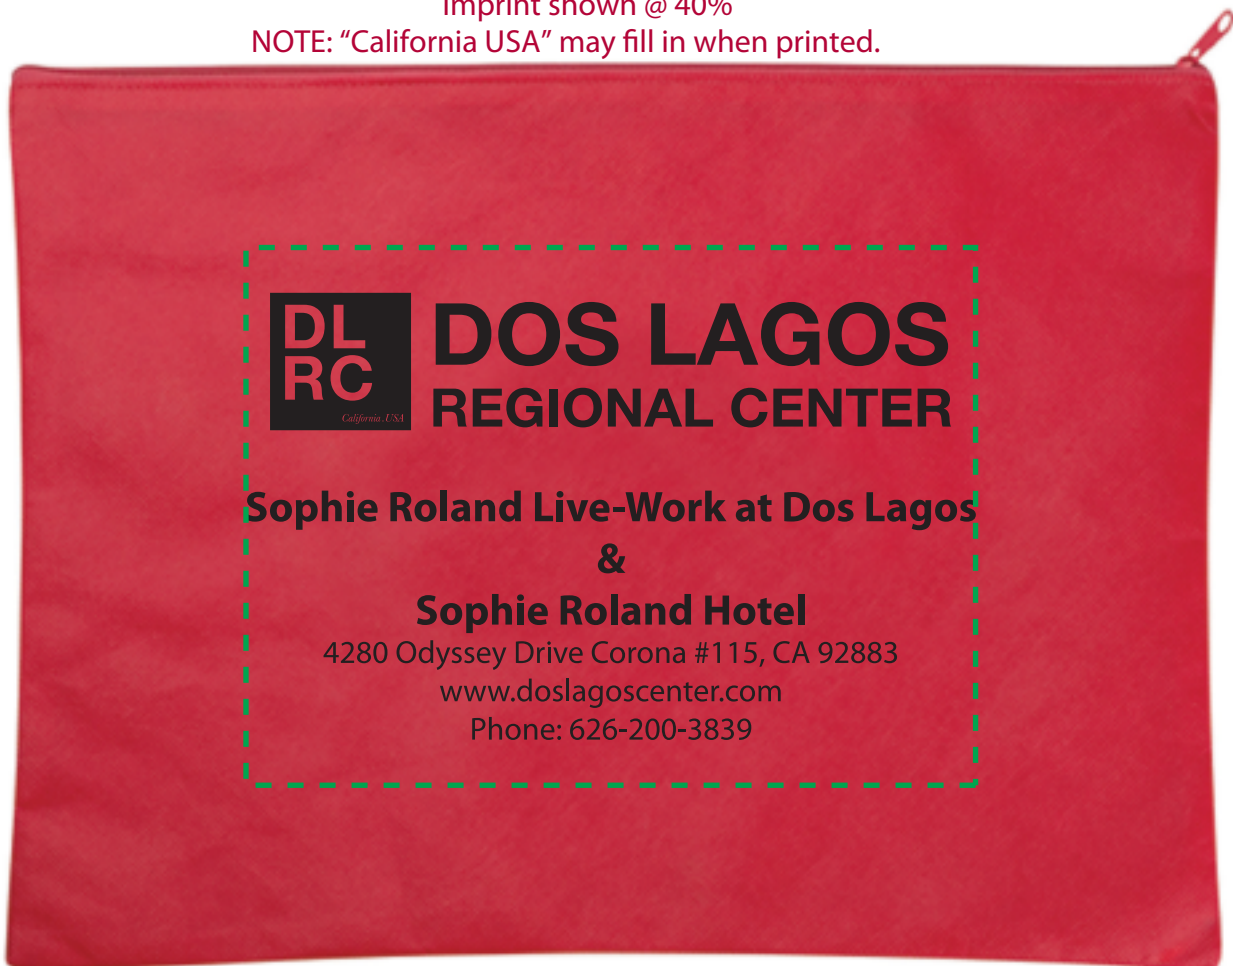 Imprint shown @ 40%
NOTE: “California USA” may fill in when printed.
DL
RC
California .USA
DOS LAGOS
REGIONAL CENTER
Sophie Roland Live-Work at Dos Lagos
&
Sophie Roland Hotel
4280 Odyssey Drive Corona #115, CA 92883
www.doslagoscenter.com
Phone: 626-200-3839